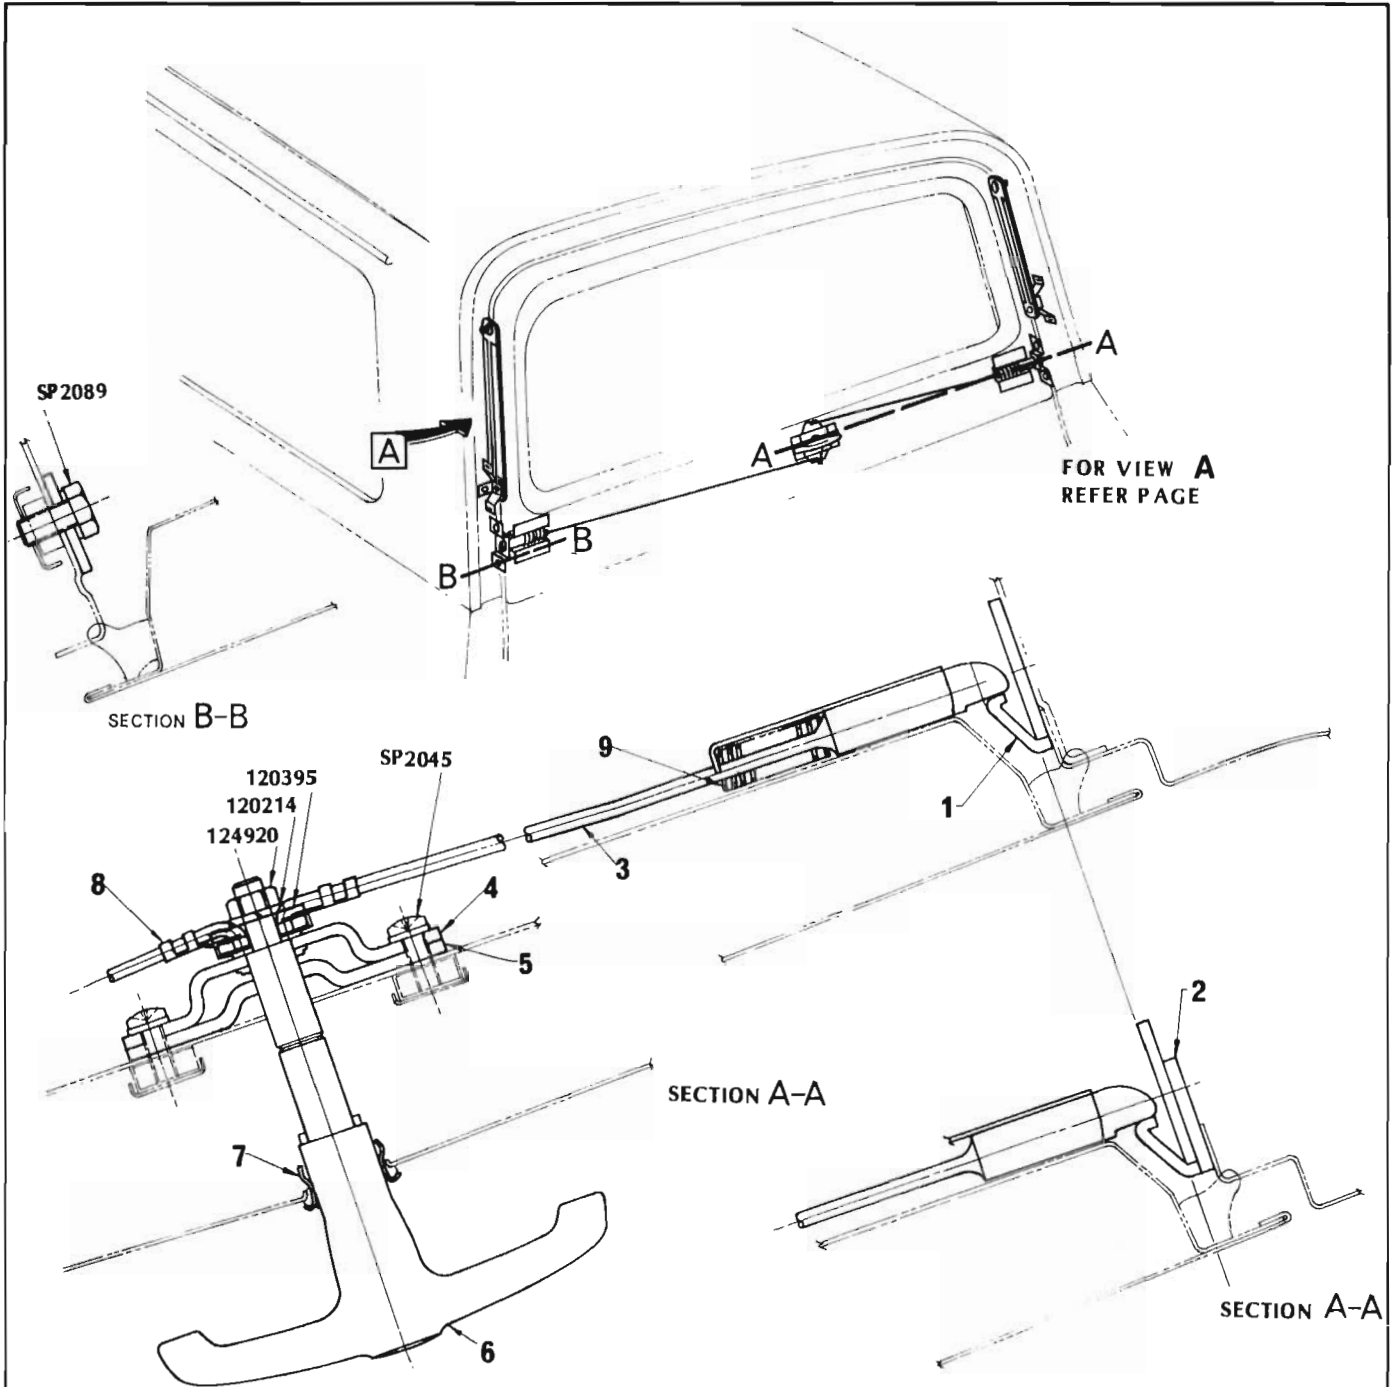 SP2089
A
A
A
FOR VIEW A
REFER PAGE
B
B
SECTION B-B
SP2045
120395
120214
124920
9
1
3
8
4
5
2
SECTION A-A
7
6
SECTION A-A